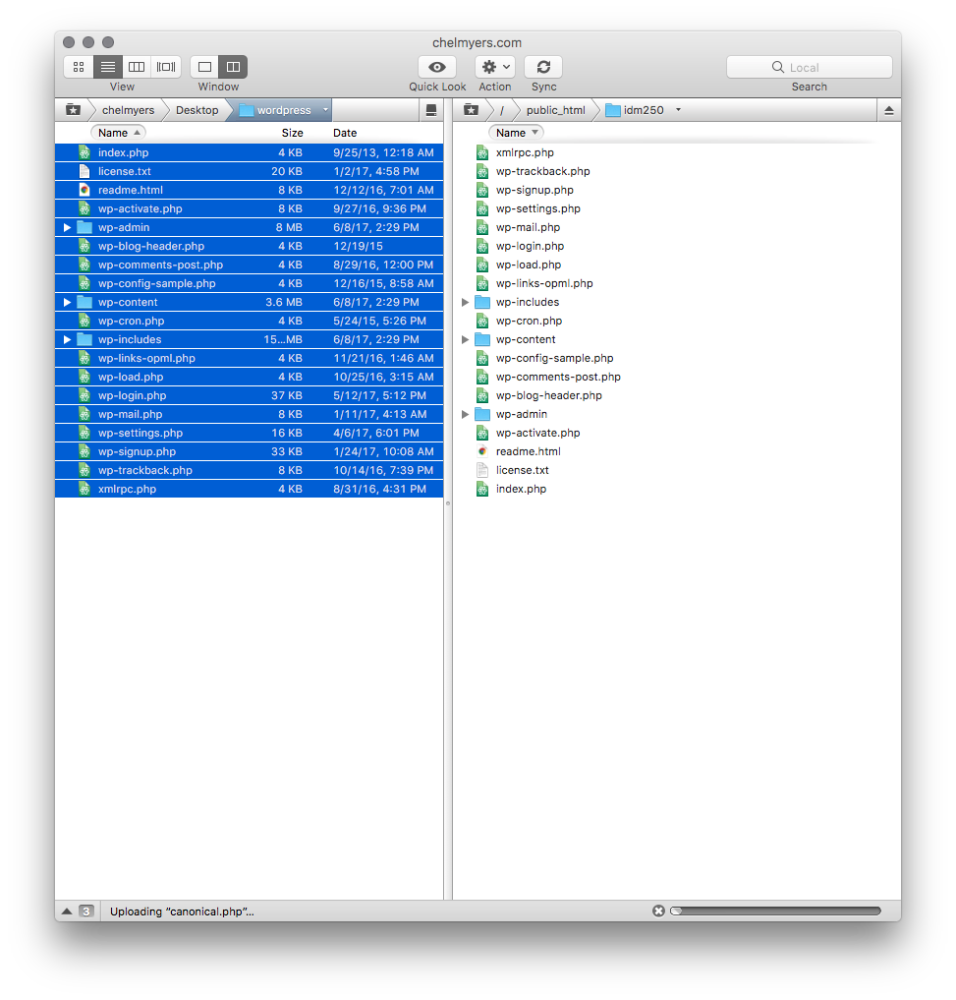 chelmyers.com
View Window Quick Look Action Sync Local Search
chelmyers Desktop wordpress
Name Size Date
index.php 4 KB 9/25/13, 12:18 AM
license.txt 20 KB 1/2/17, 4:58 PM
readme.html 8 KB 12/12/16, 7:01 AM
wp-activate.php 8 KB 9/27/16, 9:36 PM
wp-admin 8 MB 6/8/17, 2:29 PM
wp-blog-header.php 4 KB 12/19/15
wp-comments-post.php 4 KB 8/29/16, 12:00 PM
wp-config-sample.php 4 KB 12/16/15, 8:58 AM
wp-content 3.6 MB 6/8/17, 2:29 PM
wp-cron.php 4 KB 5/24/15, 5:26 PM
wp-includes 15...MB 6/8/17, 2:29 PM
wp-links-opml.php 4 KB 11/21/16, 1:46 AM
wp-load.php 4 KB 10/25/16, 3:15 AM
wp-login.php 37 KB 5/12/17, 5:12 PM
wp-mail.php 8 KB 1/11/17, 4:13 AM
wp-settings.php 16 KB 4/6/17, 6:01 PM
wp-signup.php 33 KB 1/24/17, 10:08 AM
wp-trackback.php 8 KB 10/14/16, 7:39 PM
xmlrpc.php 4 KB 8/31/16, 4:31 PM
/ public_html idm250
Name
xmlrpc.php
wp-trackback.php
wp-signup.php
wp-settings.php
wp-mail.php
wp-login.php
wp-load.php
wp-links-opml.php
wp-includes
wp-cron.php
wp-content
wp-config-sample.php
wp-comments-post.php
wp-blog-header.php
wp-admin
wp-activate.php
readme.html
license.txt
index.php
3 Uploading “canonical.php”...